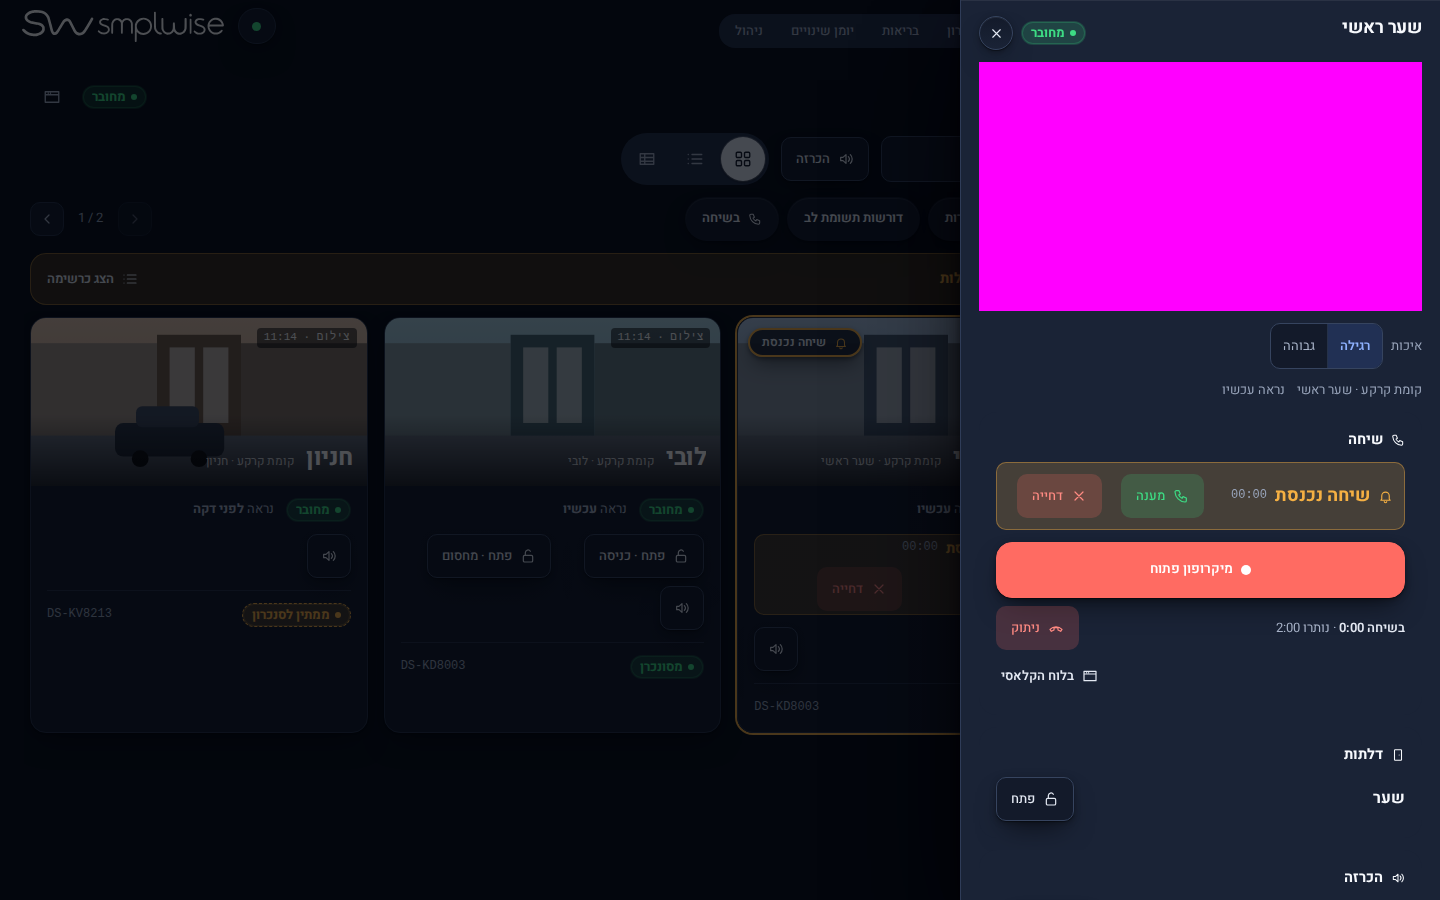 שער ראשי
מחובר
איכות
רגילה
גבוהה
קומת קרקע · שער ראשי נראה עכשיו
שיחה
שיחה נכנסת 00:00
מענה
דחייה
מיקרופון פתוח
בשיחה 0:00 · נותרו 2:00
ניתוק
בלוח הקלאסי
דלתות
שער
פתח
הכרזה
smplwise
בריאות
יומן שינויים
ניהול
מחובר
הכרזה
דורשות תשומת לב
בשיחה
1 / 2
הצג כרשימה
שיחה נכנסת
קומת קרקע · שער ראשי
עכשיו
00:00
דחייה
DS-KD8003
צילום · 11:14
לובי
קומת קרקע · לובי
מחובר
נראה עכשיו
פתח · כניסה
פתח · מחסום
מסונכרן
DS-KD8003
צילום · 11:14
חניון
קומת קרקע · חניון
מחובר
נראה לפני דקה
ממתין לסנכרון
DS-KV8213